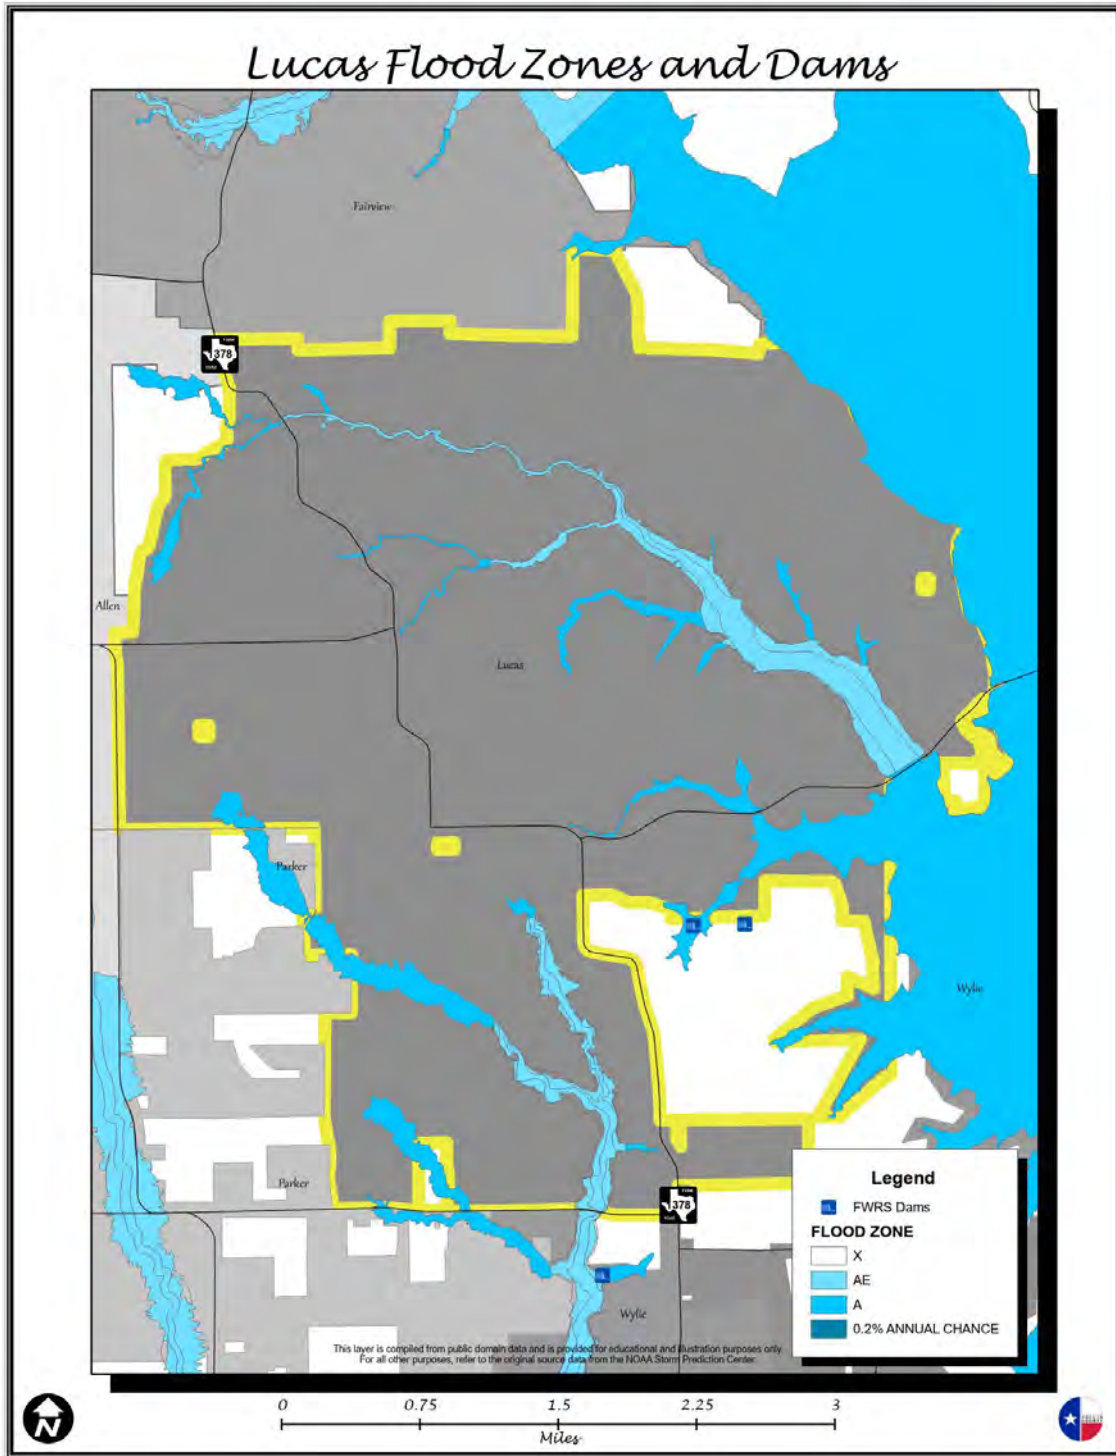 Lucas Flood Zones and Dams
Fairview
378
Allen
Lucas
Parker
Wylie
Parker
378
Wylie
Legend
FWRS Dams
FLOOD ZONE
X
AE
A
0.2% ANNUAL CHANCE
This layer is compiled from public domain data and is provided for educational and illustration purposes only.
For all other purposes, refer to the original source data from the NOAA Storm Prediction Center.
N
0 0.75 1.5 2.25 3
Miles